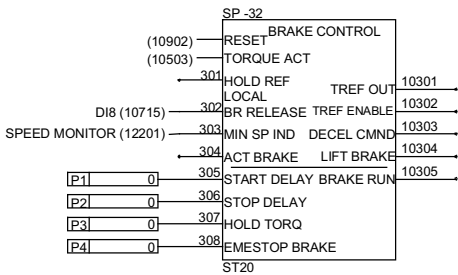 SP -32
BRAKE CONTROL
(10902) RESET
(10503) TORQUE ACT
301 HOLD REF
LOCAL TREF OUT 10301
DI8 (10715) 302 BR RELEASE TREF ENABLE 10302
SPEED MONITOR (12201) 303 MIN SP IND DECEL CMND 10303
304 ACT BRAKE LIFT BRAKE 10304
P1 0 305 START DELAY BRAKE RUN 10305
P2 0 306 STOP DELAY
P3 0 307 HOLD TORQ
P4 0 308 EMESTOP BRAKE
ST20